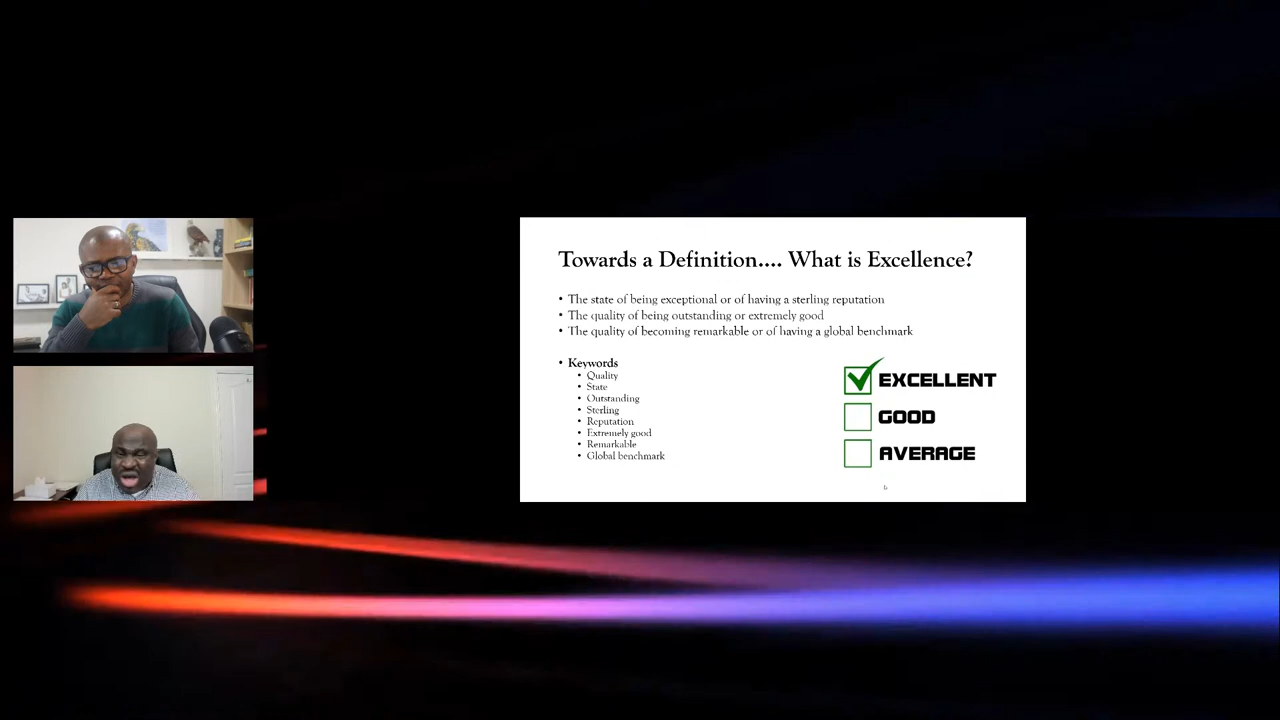 Towards a Definition.... What is Excellence?
• The state of being exceptional or of having a sterling reputation
• The quality of being outstanding or extremely good
• The quality of becoming remarkable or of having a global benchmark
• Keywords
• Quality
• State
• Outstanding
• Sterling
• Reputation
• Extremely good
• Remarkable
• Global benchmark
EXCELLENT
GOOD
AVERAGE